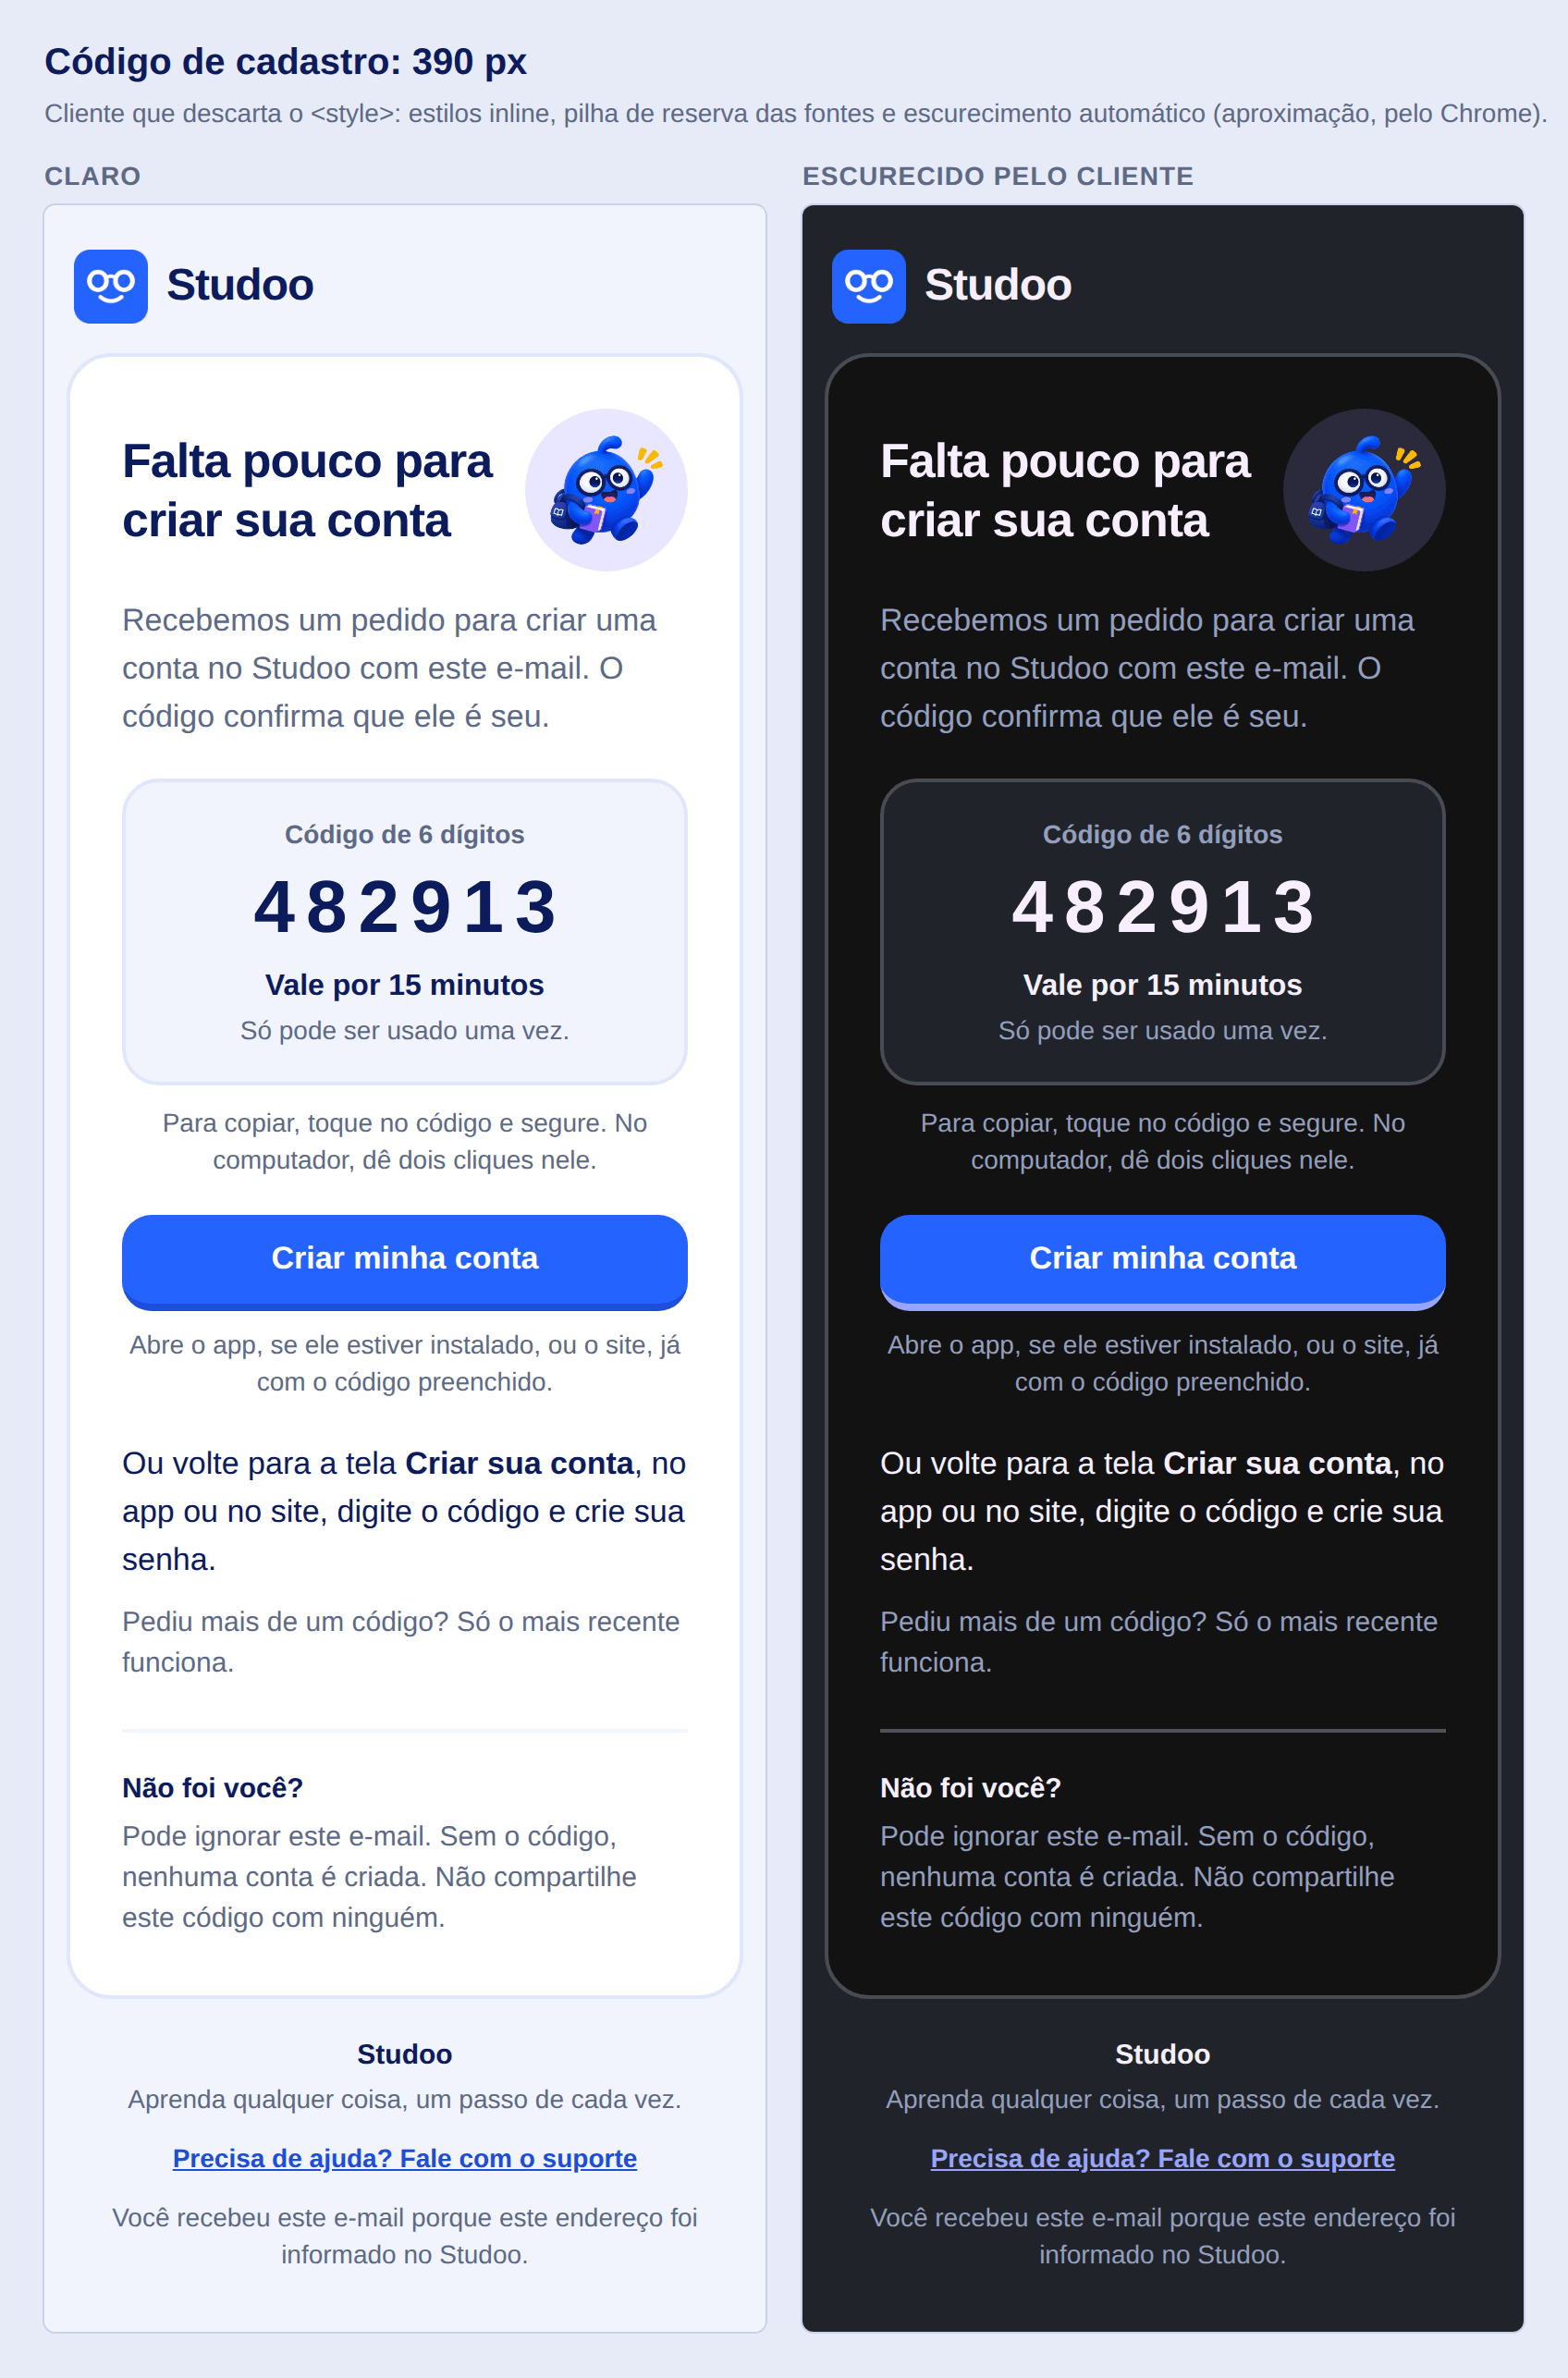 Código de cadastro: 390 px
Cliente que descarta o <style>: estilos inline, pilha de reserva das fontes e escurecimento automático (aproximação, pelo Chrome).
CLARO
Studoo
Falta pouco para
criar sua conta
B
Recebemos um pedido para criar uma
conta no Studoo com este e-mail. O
código confirma que ele é seu.
Código de 6 dígitos
482913
Vale por 15 minutos
Só pode ser usado uma vez.
Para copiar, toque no código e segure. No
computador, dê dois cliques nele.
Criar minha conta
Abre o app, se ele estiver instalado, ou o site, já
com o código preenchido.
Ou volte para a tela Criar sua conta, no
app ou no site, digite o código e crie sua
senha.
Pediu mais de um código? Só o mais recente
funciona.
Não foi você?
Pode ignorar este e-mail. Sem o código,
nenhuma conta é criada. Não compartilhe
este código com ninguém.
Studoo
Aprenda qualquer coisa, um passo de cada vez.
Precisa de ajuda? Fale com o suporte
Você recebeu este e-mail porque este endereço foi
informado no Studoo.
ESCURECIDO PELO CLIENTE
Studoo
Falta pouco para
criar sua conta
B
Recebemos um pedido para criar uma
conta no Studoo com este e-mail. O
código confirma que ele é seu.
Código de 6 dígitos
482913
Vale por 15 minutos
Só pode ser usado uma vez.
Para copiar, toque no código e segure. No
computador, dê dois cliques nele.
Criar minha conta
Abre o app, se ele estiver instalado, ou o site, já
com o código preenchido.
Ou volte para a tela Criar sua conta, no
app ou no site, digite o código e crie sua
senha.
Pediu mais de um código? Só o mais recente
funciona.
Não foi você?
Pode ignorar este e-mail. Sem o código,
nenhuma conta é criada. Não compartilhe
este código com ninguém.
Studoo
Aprenda qualquer coisa, um passo de cada vez.
Precisa de ajuda? Fale com o suporte
Você recebeu este e-mail porque este endereço foi
informado no Studoo.